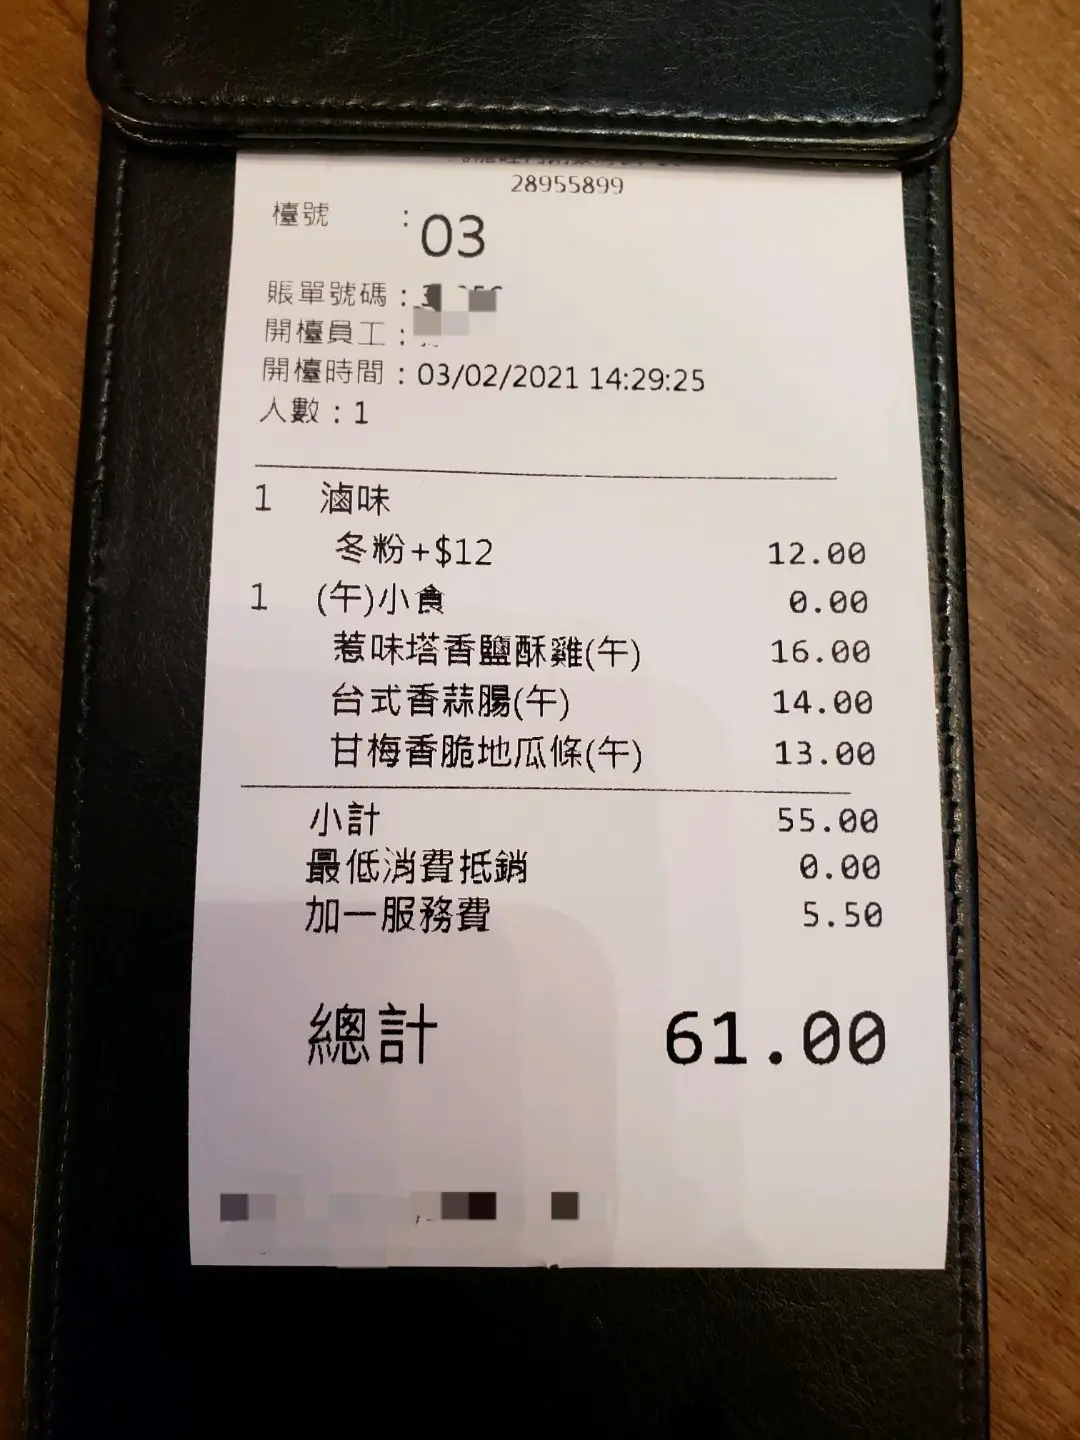 28955899
檯號 : 03
賬單號碼 :
開檯員工 :
開檯時間 : 03/02/2021 14:29:25
人數 : 1
1 滷味
冬粉+$12 12.00
1 (午)小食 0.00
惹味塔香鹽酥雞(午) 16.00
台式香蒜腸(午) 14.00
甘梅香脆地瓜條(午) 13.00
小計 55.00
最低消費抵銷 0.00
加一服務費 5.50
總計 61.00